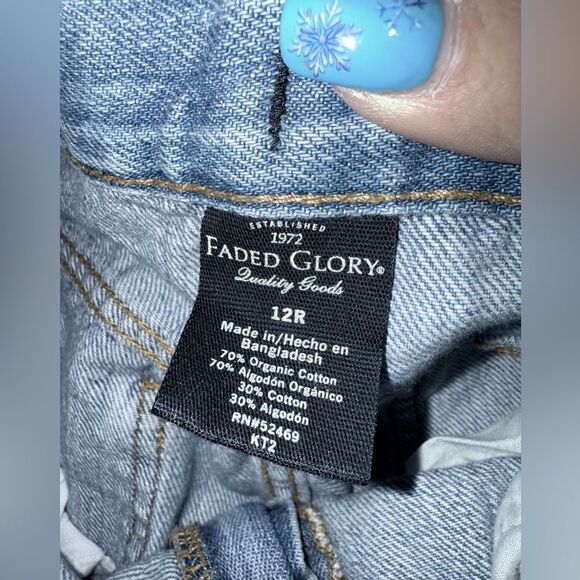 ESTABLISHED
1972
FADED GLORY®
Quality Goods
12R
Made in/Hecho en
Bangladesh
70% Organic Cotton
70% Algodón Orgánico
30% Cotton
30% Algodón
RN#52469
KT2